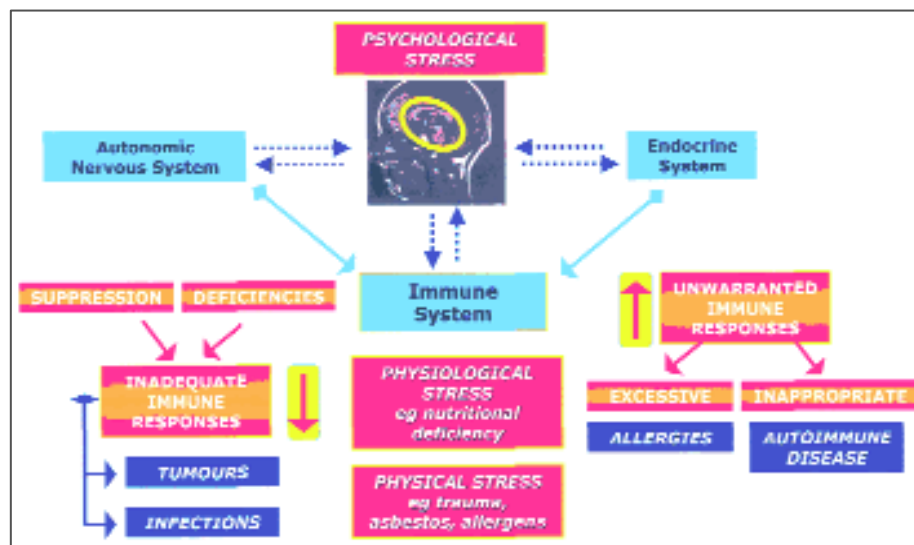 PSYCHOLOGICAL
STRESS
Autonomic
Nervous System
Endocrine
System
Immune
System
SUPPRESSION
DEFICIENCIES
INADEQUATE
IMMUNE
RESPONSES
TUMOURS
INFECTIONS
PHYSIOLOGICAL
STRESS
eg nutritional
deficiency
PHYSICAL STRESS
eg trauma,
asbestos, allergens
UNWARRANTED
IMMUNE
RESPONSES
EXCESSIVE
INAPPROPRIATE
ALLERGIES
AUTOIMMUNE
DISEASE